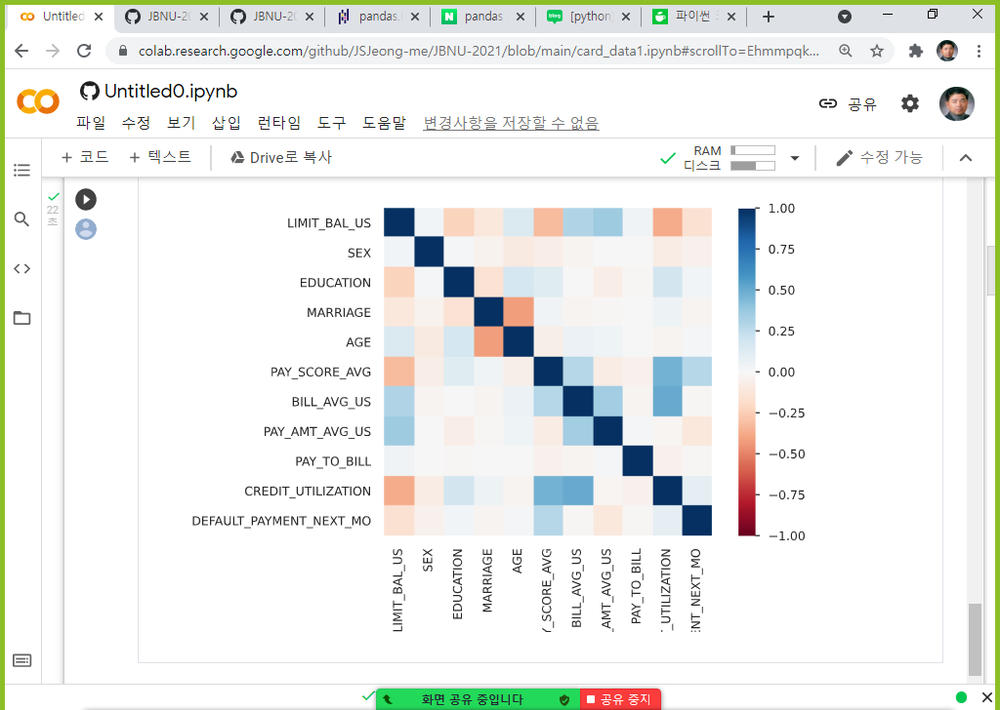 Untitled
JBNU-20
JBNU-20
pandas.
pandas
[python]
파이썬
colab.research.google.com/github/JSJeong-me/JBNU-2021/blob/main/card_data1.ipynb#scrollTo=Ehmmpqk...
Untitled0.ipynb
파일 수정 보기 삽입 런타임 도구 도움말 변경사항을 저장할 수 없음
공유
+ 코드 + 텍스트 Drive로 복사
RAM
디스크
수정 가능
22
초
LIMIT_BAL_US
SEX
EDUCATION
MARRIAGE
AGE
PAY_SCORE_AVG
BILL_AVG_US
PAY_AMT_AVG_US
PAY_TO_BILL
CREDIT_UTILIZATION
DEFAULT_PAYMENT_NEXT_MO
1.00
0.75
0.50
0.25
0.00
−0.25
−0.50
−0.75
−1.00
LIMIT_BAL_US
SEX
EDUCATION
MARRIAGE
AGE
Y_SCORE_AVG
BILL_AVG_US
_AMT_AVG_US
PAY_TO_BILL
_UTILIZATION
ENT_NEXT_MO
화면 공유 중입니다
공유 중지